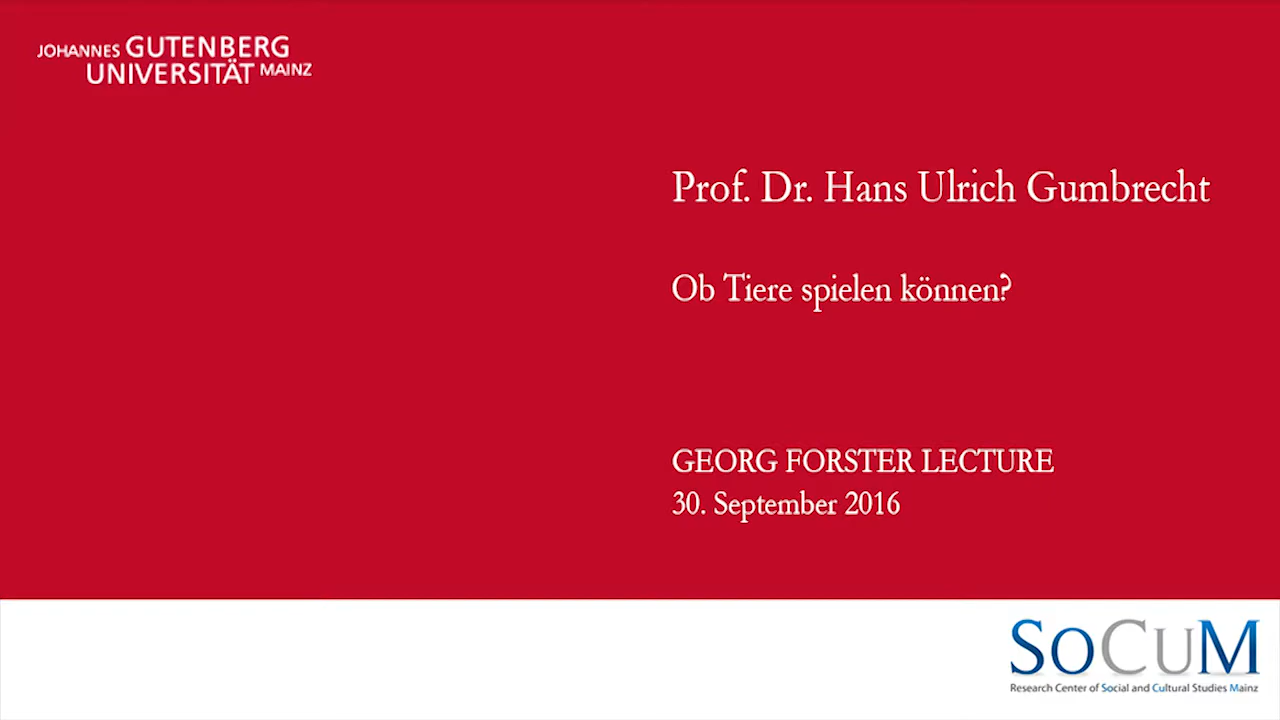 JOHANNES GUTENBERG
UNIVERSITÄT MAINZ
Prof. Dr. Hans Ulrich Gumbrecht
Ob Tiere spielen können?
GEORG FORSTER LECTURE
30. September 2016
SOCUM
Research Center of Social and Cultural Studies Mainz